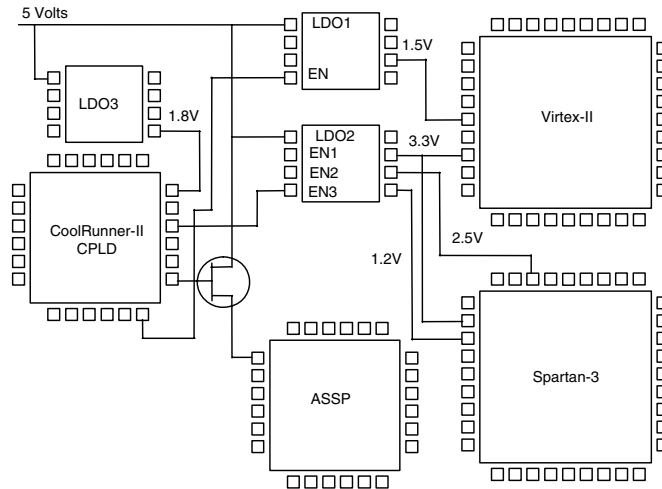 5 Volts
LDO1
EN
1.5V
Virtex-II
LDO3
1.8V
LDO2
EN1
EN2
EN3
3.3V
CoolRunner-II
CPLD
2.5V
1.2V
ASSP
Spartan-3